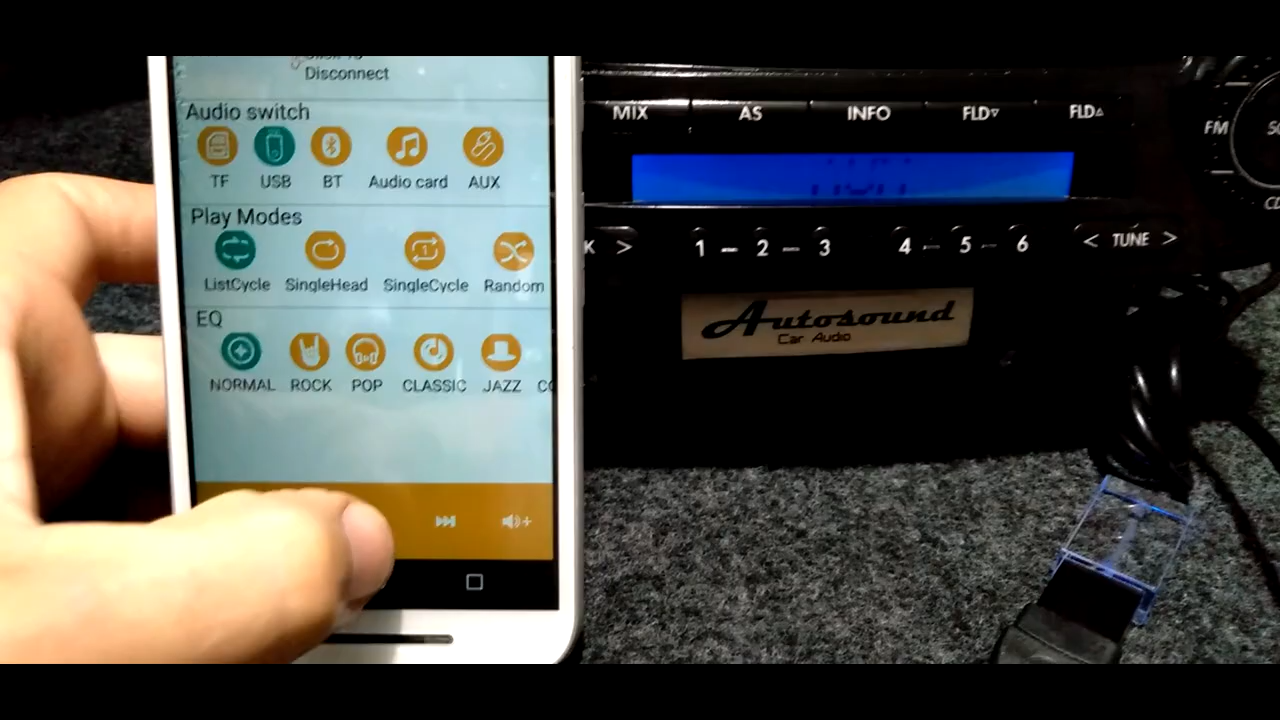 Disconnect
Audio switch
TF USB BT Audio card AUX
Play Modes
ListCycle SingleHead SingleCycle Random
EQ
NORMAL ROCK POP CLASSIC JAZZ
MIX AS INFO FLD▿ FLD▵
FM
K > 1 2 3 4 5 6 < TUNE >
Autosound
Car Audio